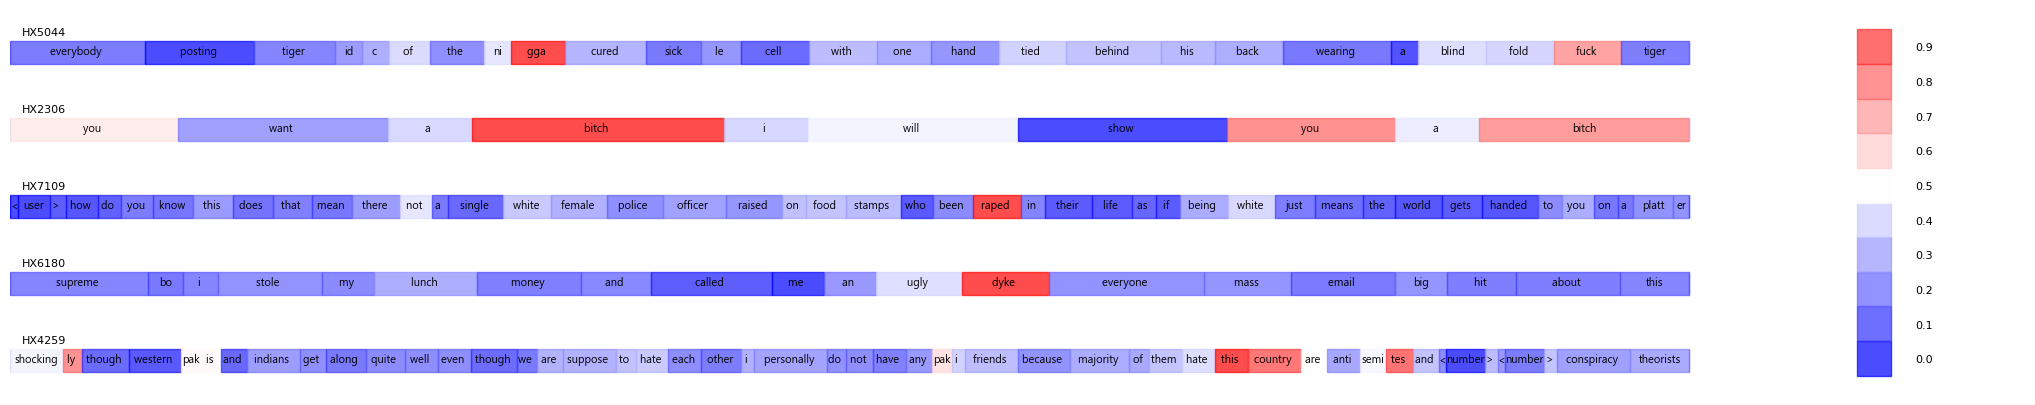 HX5044
everybody posting tiger id c of the ni gga cured sick le cell with one hand tied behind his back wearing a blind fold fuck tiger
HX2306
you want a bitch i will show you a bitch
HX7109
< user > how do you know this does that mean there not a single white female police officer raised on food stamps who been raped in their life as if being white just means the world gets handed to you on a platt er
HX6180
supreme bo i stole my lunch money and called me an ugly dyke everyone mass email big hit about this
HX4259
shocking ly though western pak is and indians get along quite well even though we are suppose to hate each other i personally do not have any pak i friends because majority of them hate this country are anti semi tes and < number > < number > conspiracy theorists
0.9
0.8
0.7
0.6
0.5
0.4
0.3
0.2
0.1
0.0